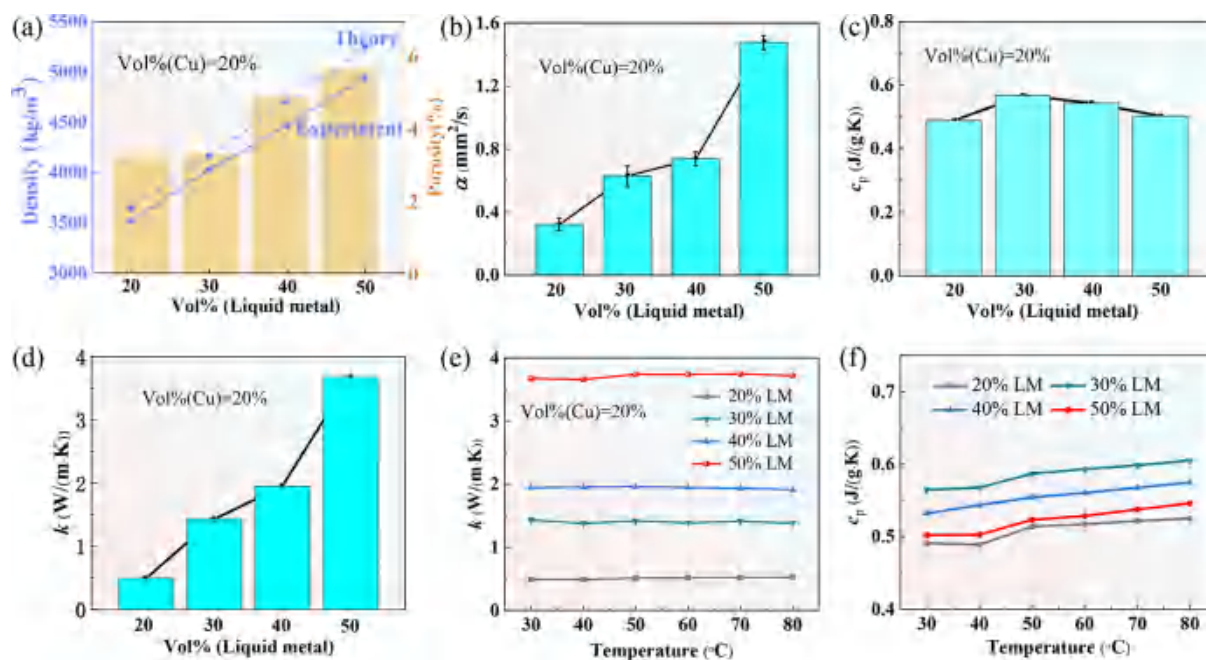 (a)
5500
5000
4500
4000
3500
3000
Density (kg/m³)
Vol%(Cu)=20%
Theory
Experiment
6
4
2
0
Porusity(%)
20 30 40 50
Vol% (Liquid metal)
(b)
1.6
1.2
0.8
0.4
0.0
α (mm²/s)
Vol%(Cu)=20%
20 30 40 50
Vol% (Liquid metal)
(c)
0.8
0.6
0.4
0.2
0.0
cp (J/(g·K))
Vol%(Cu)=20%
20 30 40 50
Vol% (Liquid metal)
(d)
4
3
2
1
0
k (W/(m·K))
Vol%(Cu)=20%
20 30 40 50
Vol% (Liquid metal)
(e)
4
3
2
1
0
k (W/(m·K))
Vol%(Cu)=20%
20% LM
30% LM
40% LM
50% LM
30 40 50 60 70 80
Temperature (°C)
(f)
0.7
0.6
0.5
0.4
cp (J/(g·K))
20% LM 30% LM
40% LM 50% LM
30 40 50 60 70 80
Temperature (°C)